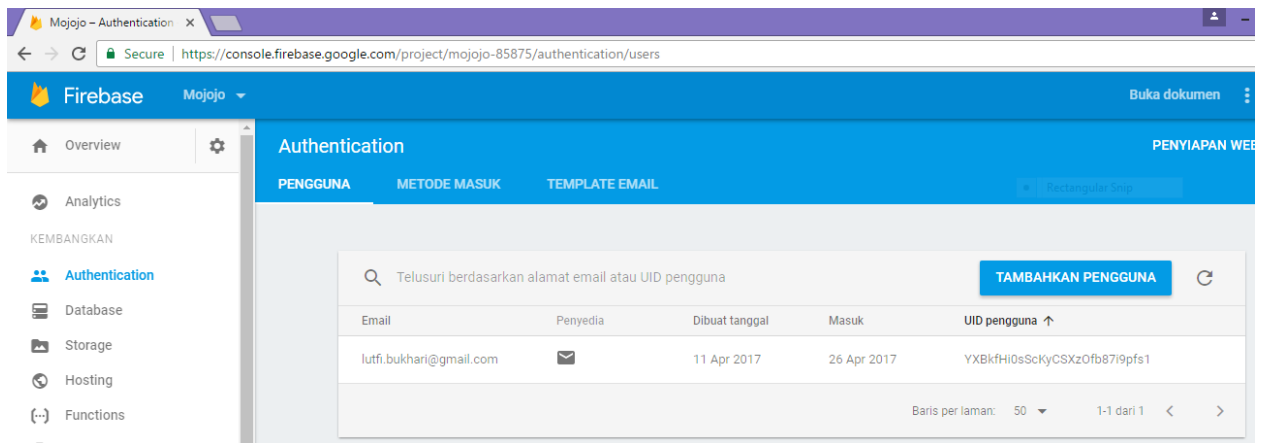 Mojojo – Authentication
Secure | https://console.firebase.google.com/project/mojojo-85875/authentication/users
Firebase Mojojo Buka dokumen
Overview
Authentication PENYIAPAN WEB
PENGGUNA METODE MASUK TEMPLATE EMAIL
Rectangular Snip
Analytics
KEMBANGKAN
Authentication
Database
Storage
Hosting
Functions
Telusuri berdasarkan alamat email atau UID pengguna TAMBAHKAN PENGGUNA
Email Penyedia Dibuat tanggal Masuk UID pengguna
lutfi.bukhari@gmail.com 11 Apr 2017 26 Apr 2017 YXBkfHi0sScKyCSXzOfb87i9pfs1
Baris per laman: 50 1-1 dari 1